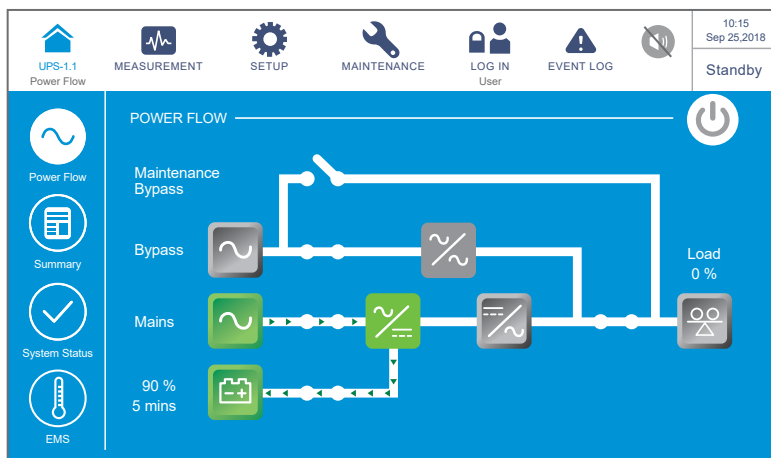 10:15
Sep 25,2018
UPS-1.1
MEASUREMENT
SETUP
MAINTENANCE
LOG IN
EVENT LOG
Standby
Power Flow
User
POWER FLOW
Power Flow
Maintenance
Bypass
Bypass
Load
0 %
Summary
Mains
System Status
90 %
5 mins
EMS